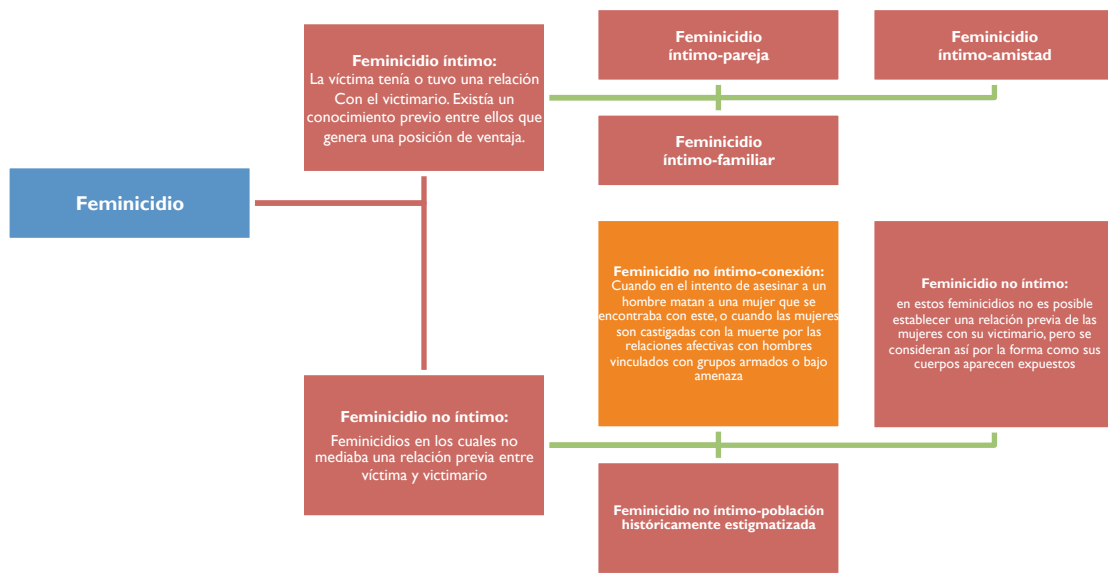 Feminicidio
Feminicidio íntimo:
La víctima tenía o tuvo una relación
Con el victimario. Existía un
conocimiento previo entre ellos que
genera una posición de ventaja.
Feminicidio
íntimo-pareja
Feminicidio
íntimo-amistad
Feminicidio
íntimo-familiar
Feminicidio no íntimo:
Feminicidios en los cuales no
mediaba una relación previa entre
víctima y victimario
Feminicidio no íntimo-conexión:
Cuando en el intento de asesinar a un
hombre matan a una mujer que se
encontraba con este, o cuando las mujeres
son castigadas con la muerte por las
relaciones afectivas con hombres
vinculados con grupos armados o bajo
amenaza
Feminicidio no íntimo:
en estos feminicidios no es posible
establecer una relación previa de las
mujeres con su victimario, pero se
consideran así por la forma como sus
cuerpos aparecen expuestos
Feminicidio no íntimo-población
históricamente estigmatizada